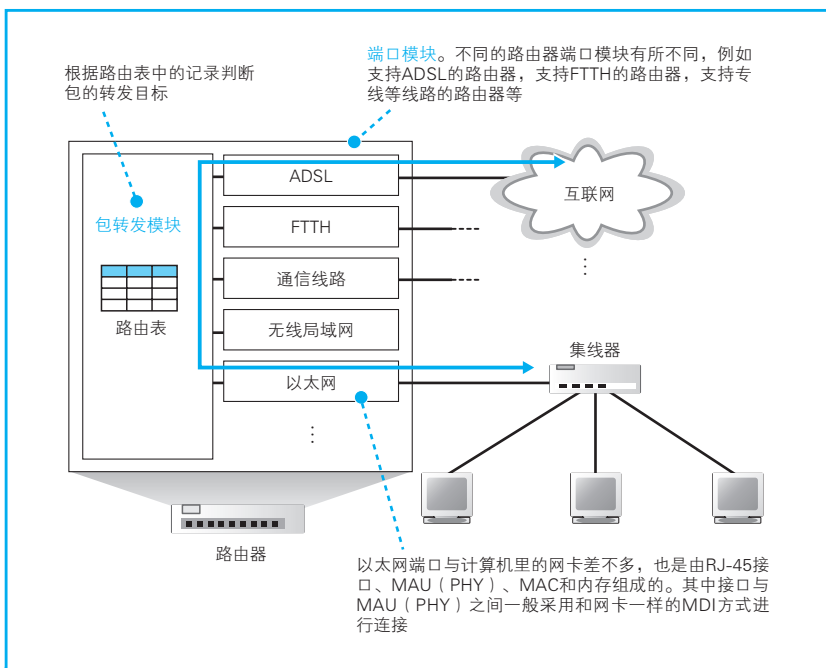 端口模块。不同的路由器端口模块有所不同，例如
支持ADSL的路由器，支持FTTH的路由器，支持专
线等线路的路由器等
根据路由表中的记录判断
包的转发目标
ADSL
互联网
包转发模块
FTTH
通信线路
⋮
路由表
无线局域网
集线器
以太网
⋮
路由器
以太网端口与计算机里的网卡差不多，也是由RJ-45接
口、MAU（PHY）、MAC和内存组成的。其中接口与
MAU（PHY）之间一般采用和网卡一样的MDI方式进
行连接